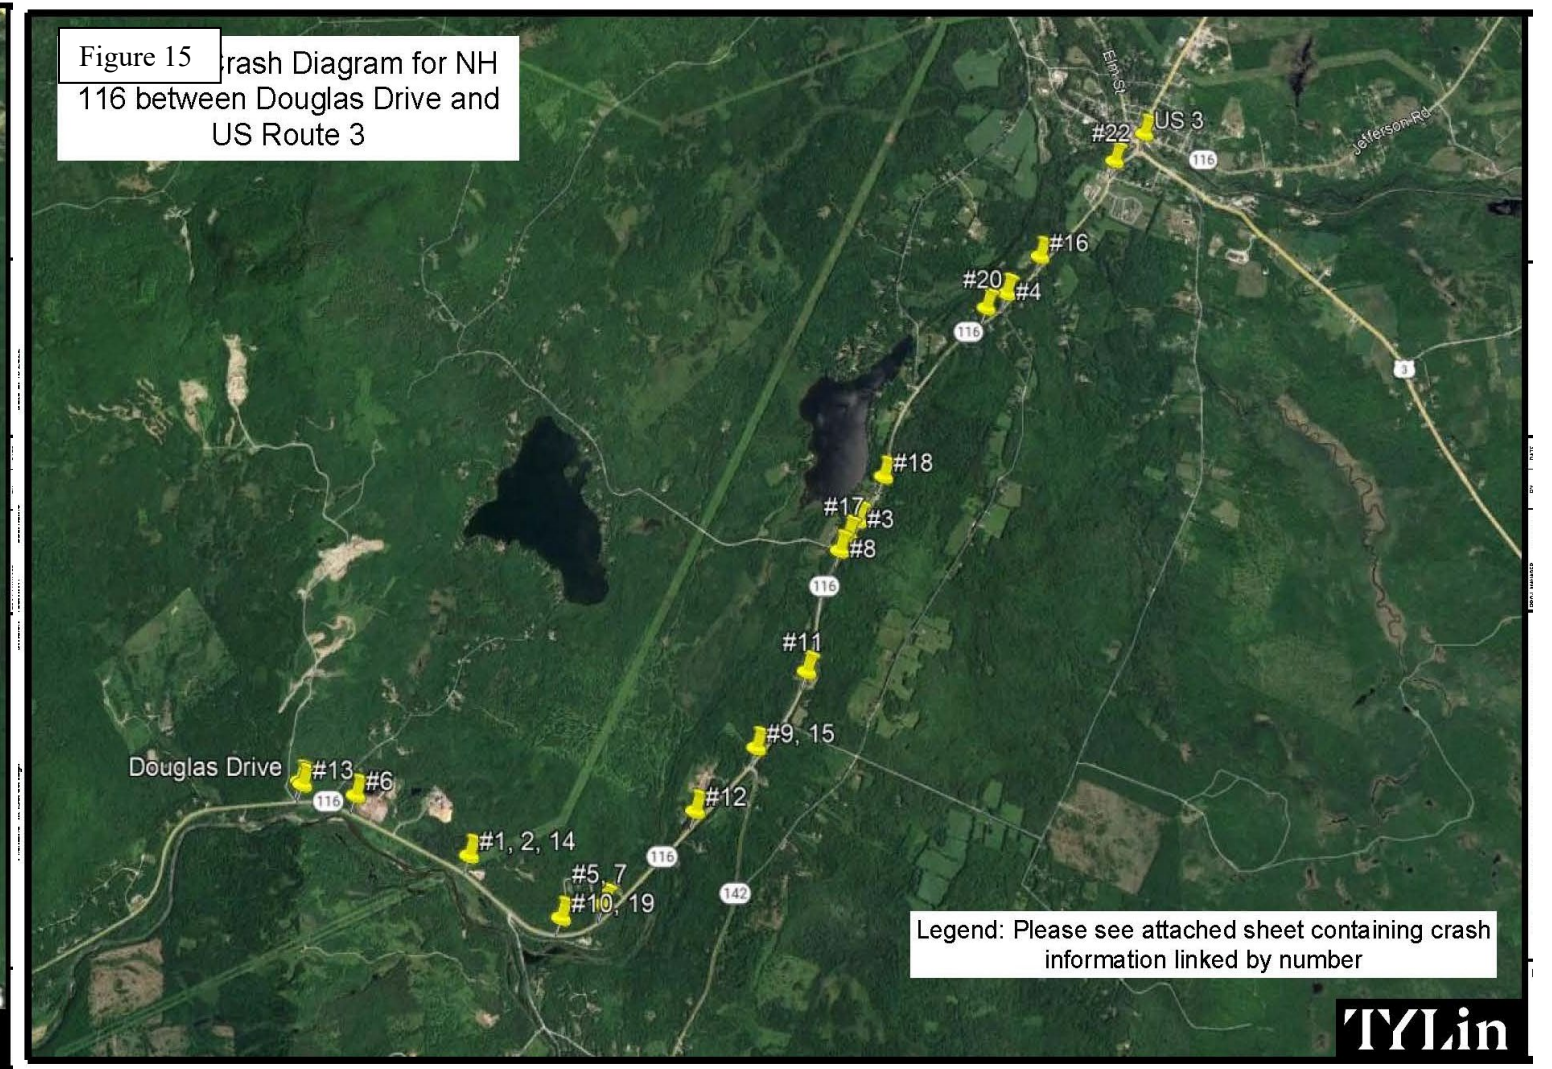 Figure 15
Crash Diagram for NH
116 between Douglas Drive and
US Route 3
Elm St
US 3
#22
116
Jefferson Rd
#16
#20
#4
116
3
#18
#17
#3
#8
116
#11
#9, 15
Douglas Drive
#13
#6
116
#12
#1, 2, 14
116
#5, 7
142
#10, 19
Legend: Please see attached sheet containing crash
information linked by number
TYLin